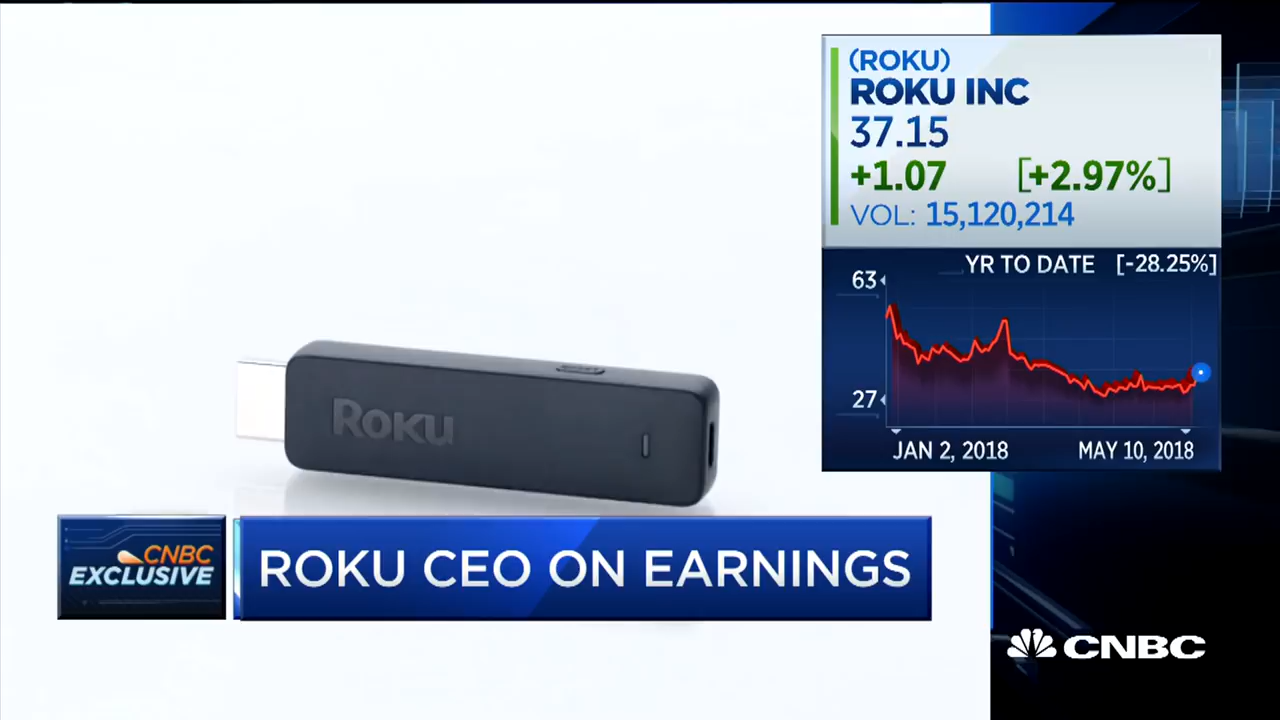 (ROKU)
ROKU INC
37.15
+1.07 [+2.97%]
VOL: 15,120,214
YR TO DATE [-28.25%]
63
27
JAN 2, 2018 MAY 10, 2018
ROKU
CNBC
EXCLUSIVE
ROKU CEO ON EARNINGS
CNBC